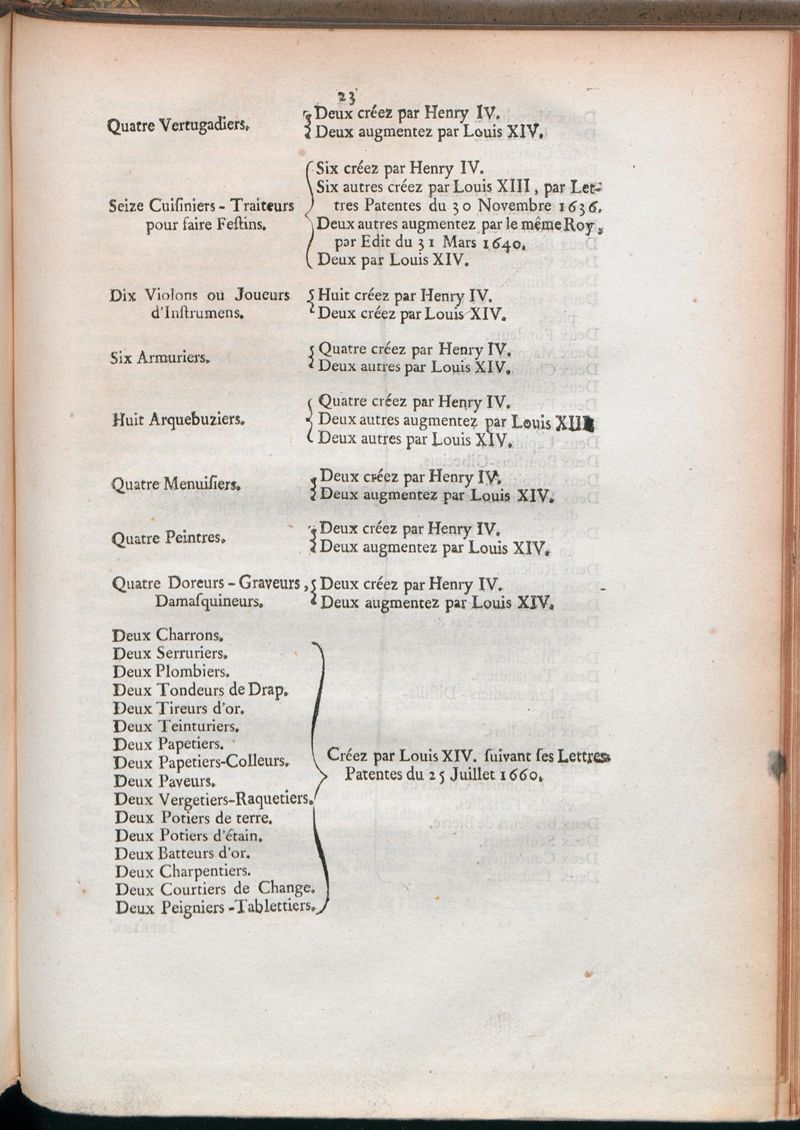 23
Quatre Vertugadiers.
Deux créez par Henry IV.
Deux augmentez par Louis XIV.
Seize Cuiſiniers - Traiteurs
pour faire Feſtins.
Six créez par Henry IV.
Six autres créez par Louis XIII, par Let-
tres Patentes du 30 Novembre 1636.
Deux autres augmentez par le même Roy,
par Edit du 31 Mars 1640.
Deux par Louis XIV.
Dix Violons ou Joueurs
d'Inſtrumens.
Huit créez par Henry IV.
Deux créez par Louis XIV.
Six Armuriers.
Quatre créez par Henry IV.
Deux autres par Louis XIV.
Huit Arquebuziers.
Quatre créez par Henry IV.
Deux autres augmentez par Louis XIII
Deux autres par Louis XIV.
Quatre Menuiſiers.
Deux créez par Henry IV.
Deux augmentez par Louis XIV.
Quatre Peintres.
Deux créez par Henry IV.
Deux augmentez par Louis XIV.
Quatre Doreurs - Graveurs,
Damaſquineurs.
Deux créez par Henry IV.
Deux augmentez par Louis XIV.
Deux Charrons.
Deux Serruriers.
Deux Plombiers.
Deux Tondeurs de Drap.
Deux Tireurs d'or.
Deux Teinturiers.
Deux Papetiers.
Deux Papetiers-Colleurs.
Deux Paveurs.
Deux Vergetiers-Raquetiers.
Deux Potiers de terre.
Deux Potiers d'étain.
Deux Batteurs d'or.
Deux Charpentiers.
Deux Courtiers de Change.
Deux Peigniers-Tablettiers.
Créez par Louis XIV. ſuivant ſes Lettres
Patentes du 25 Juillet 1660.